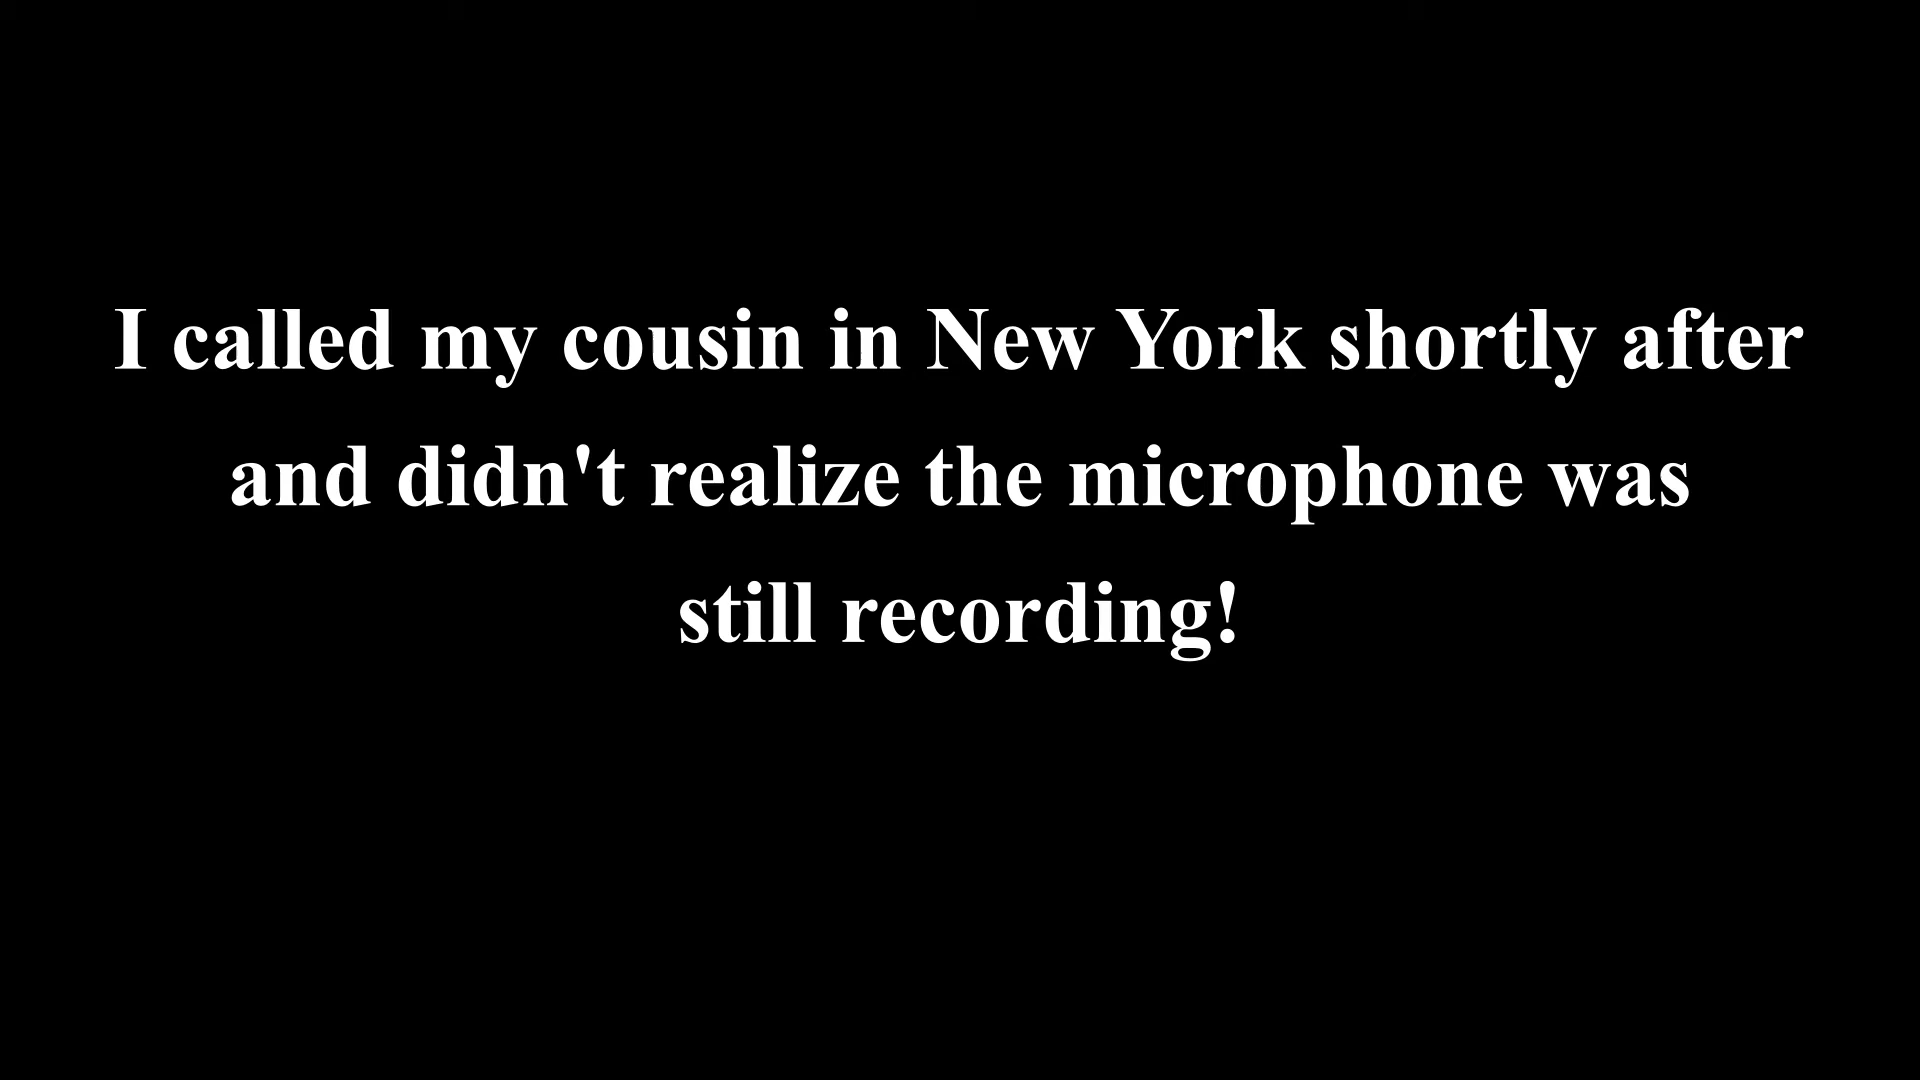 I called my cousin in New York shortly after
and didn't realize the microphone was
still recording!